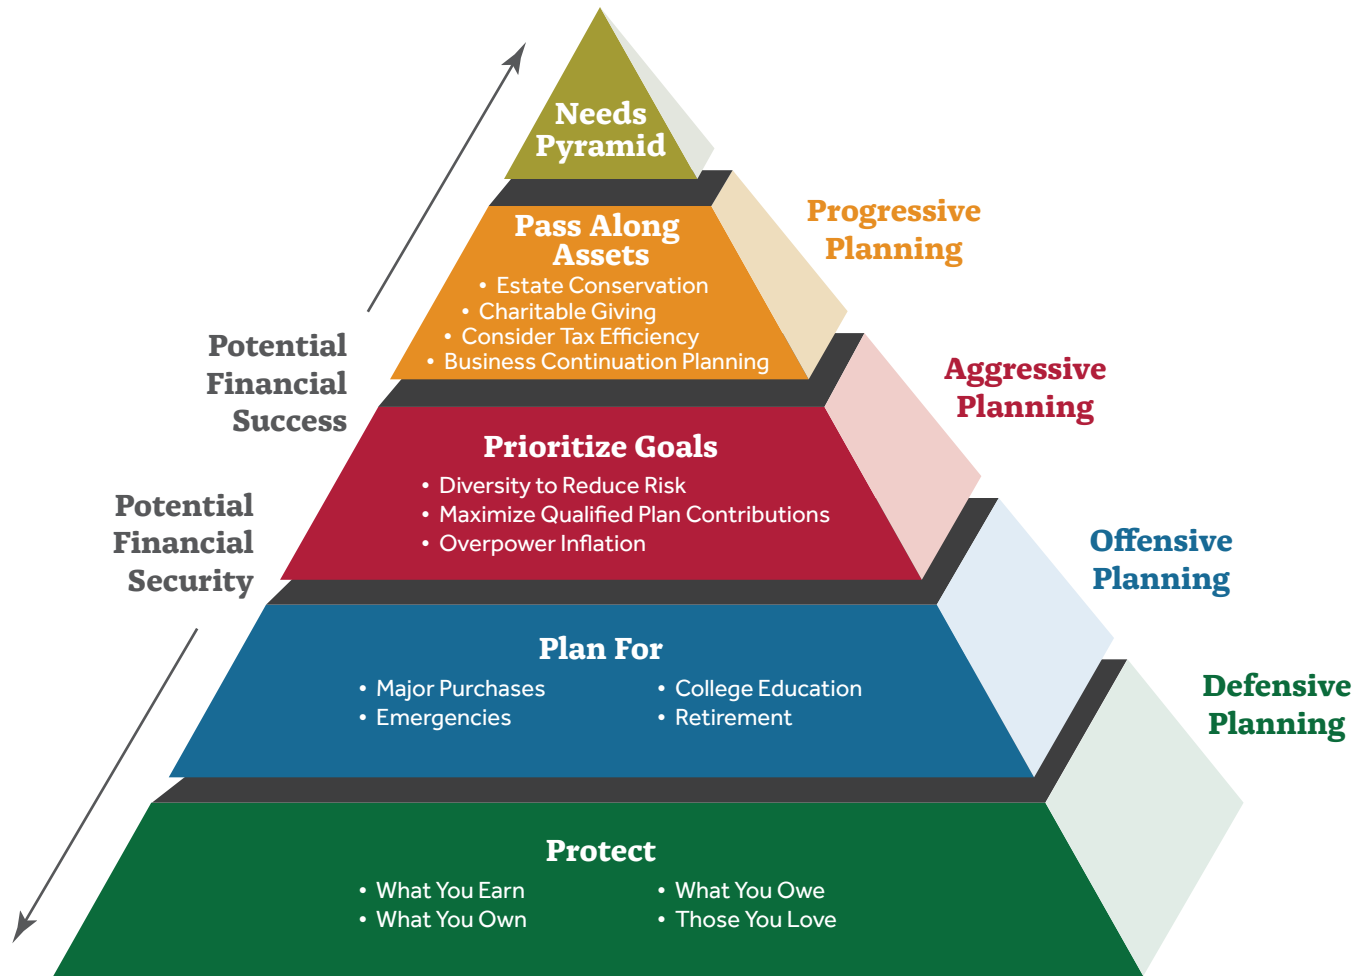 Needs
Pyramid
Progressive
Planning
Pass Along
Assets
• Estate Conservation
• Charitable Giving
• Consider Tax Efficiency
• Business Continuation Planning
Potential
Financial
Success
Aggressive
Planning
Prioritize Goals
• Diversity to Reduce Risk
• Maximize Qualified Plan Contributions
• Overpower Inflation
Potential
Financial
Security
Offensive
Planning
Plan For
• Major Purchases
• Emergencies
• College Education
• Retirement
Defensive
Planning
Protect
• What You Earn
• What You Own
• What You Owe
• Those You Love